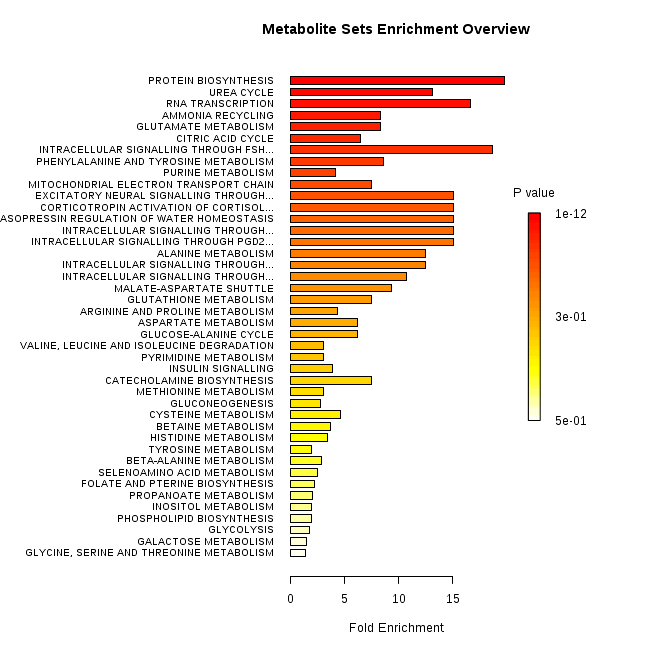 Metabolite Sets Enrichment Overview
PROTEIN BIOSYNTHESIS
UREA CYCLE
RNA TRANSCRIPTION
AMMONIA RECYCLING
GLUTAMATE METABOLISM
CITRIC ACID CYCLE
INTRACELLULAR SIGNALLING THROUGH FSH...
PHENYLALANINE AND TYROSINE METABOLISM
PURINE METABOLISM
MITOCHONDRIAL ELECTRON TRANSPORT CHAIN
EXCITATORY NEURAL SIGNALLING THROUGH...
CORTICOTROPIN ACTIVATION OF CORTISOL...
ASOPRESSIN REGULATION OF WATER HOMEOSTASIS
INTRACELLULAR SIGNALLING THROUGH...
INTRACELLULAR SIGNALLING THROUGH PGD2...
ALANINE METABOLISM
INTRACELLULAR SIGNALLING THROUGH...
INTRACELLULAR SIGNALLING THROUGH...
MALATE-ASPARTATE SHUTTLE
GLUTATHIONE METABOLISM
ARGININE AND PROLINE METABOLISM
ASPARTATE METABOLISM
GLUCOSE-ALANINE CYCLE
VALINE, LEUCINE AND ISOLEUCINE DEGRADATION
PYRIMIDINE METABOLISM
INSULIN SIGNALLING
CATECHOLAMINE BIOSYNTHESIS
METHIONINE METABOLISM
GLUCONEOGENESIS
CYSTEINE METABOLISM
BETAINE METABOLISM
HISTIDINE METABOLISM
TYROSINE METABOLISM
BETA-ALANINE METABOLISM
SELENOAMINO ACID METABOLISM
FOLATE AND PTERINE BIOSYNTHESIS
PROPANOATE METABOLISM
INOSITOL METABOLISM
PHOSPHOLIPID BIOSYNTHESIS
GLYCOLYSIS
GALACTOSE METABOLISM
GLYCINE, SERINE AND THREONINE METABOLISM
0 5 10 15
Fold Enrichment
P value
1e-12
3e-01
5e-01